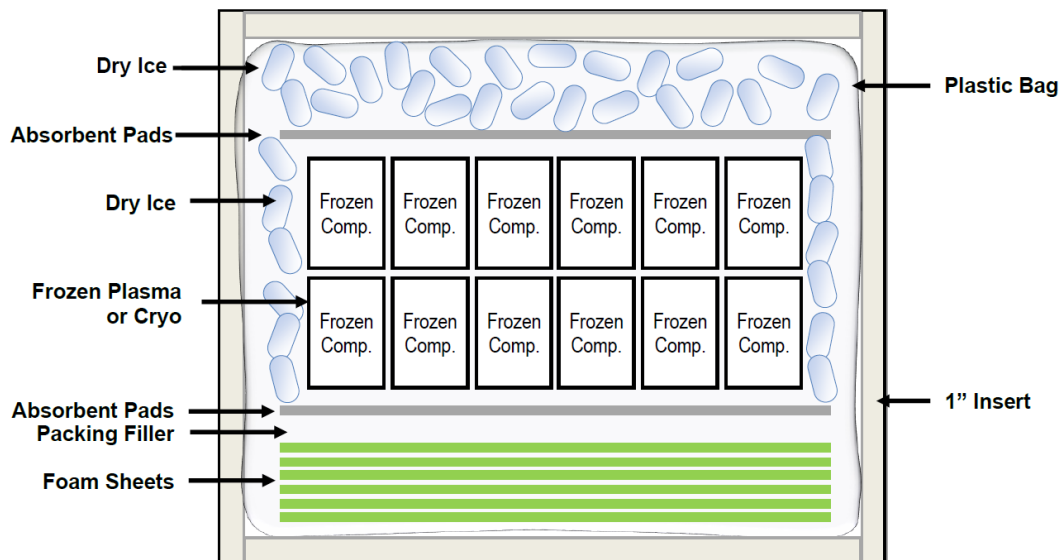 Dry Ice
Plastic Bag
Absorbent Pads
Dry Ice
Frozen Comp.
Frozen Comp.
Frozen Comp.
Frozen Comp.
Frozen Comp.
Frozen Comp.
Frozen Plasma
or Cryo
Frozen Comp.
Frozen Comp.
Frozen Comp.
Frozen Comp.
Frozen Comp.
Frozen Comp.
Absorbent Pads
1” Insert
Packing Filler
Foam Sheets